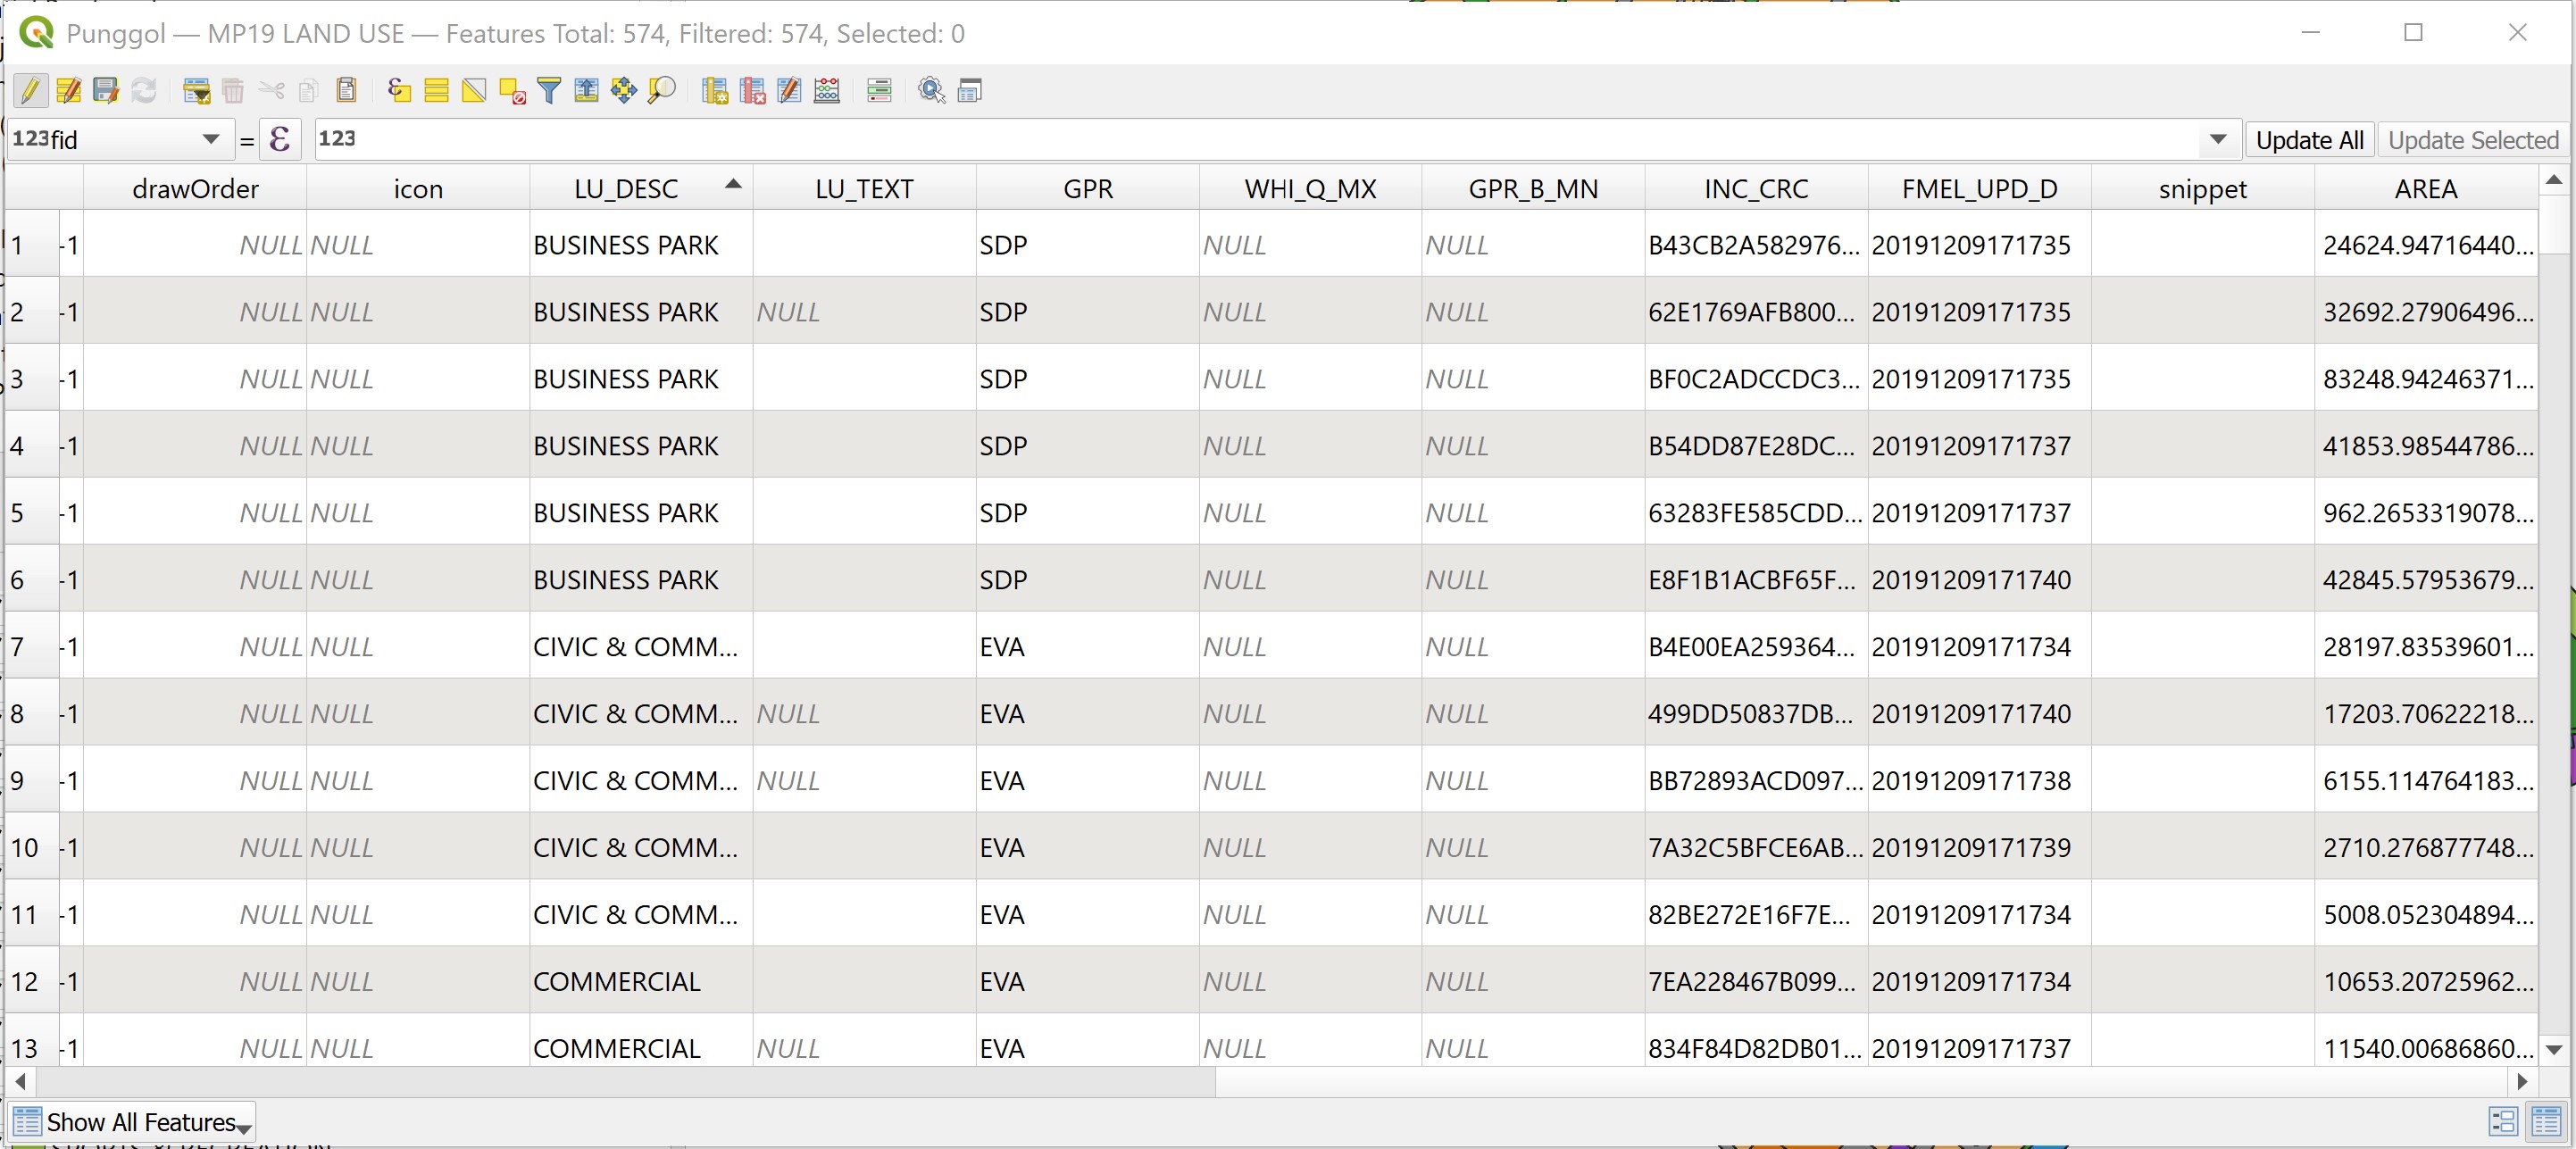 Punggol — MP19 LAND USE — Features Total: 574, Filtered: 574, Selected: 0
123 fid = ε 123 Update All Update Selected
drawOrder icon LU_DESC LU_TEXT GPR WHI_Q_MX GPR_B_MN INC_CRC FMEL_UPD_D snippet AREA
1 -1 NULL NULL BUSINESS PARK SDP NULL NULL B43CB2A582976... 20191209171735 24624.94716440...
2 -1 NULL NULL BUSINESS PARK NULL SDP NULL NULL 62E1769AFB800... 20191209171735 32692.27906496...
3 -1 NULL NULL BUSINESS PARK SDP NULL NULL BF0C2ADCCDC3... 20191209171735 83248.94246371...
4 -1 NULL NULL BUSINESS PARK SDP NULL NULL B54DD87E28DC... 20191209171737 41853.98544786...
5 -1 NULL NULL BUSINESS PARK SDP NULL NULL 63283FE585CDD... 20191209171737 962.2653319078...
6 -1 NULL NULL BUSINESS PARK SDP NULL NULL E8F1B1ACBF65F... 20191209171740 42845.57953679...
7 -1 NULL NULL CIVIC & COMM... EVA NULL NULL B4E00EA259364... 20191209171734 28197.83539601...
8 -1 NULL NULL CIVIC & COMM... NULL EVA NULL NULL 499DD50837DB... 20191209171740 17203.70622218...
9 -1 NULL NULL CIVIC & COMM... NULL EVA NULL NULL BB72893ACD097... 20191209171738 6155.114764183...
10 -1 NULL NULL CIVIC & COMM... EVA NULL NULL 7A32C5BFCE6AB... 20191209171739 2710.276877748...
11 -1 NULL NULL CIVIC & COMM... EVA NULL NULL 82BE272E16F7E... 20191209171734 5008.052304894...
12 -1 NULL NULL COMMERCIAL EVA NULL NULL 7EA228467B099... 20191209171734 10653.20725962...
13 -1 NULL NULL COMMERCIAL NULL EVA NULL NULL 834F84D82DB01... 20191209171737 11540.00686860...
Show All Features